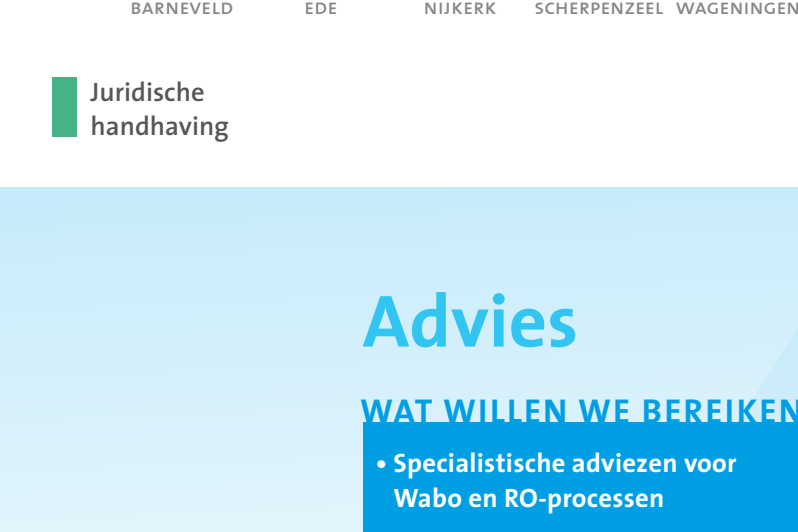 BARNEVELD EDE NIJKERK SCHERPENZEEL WAGENINGEN
Juridische
handhaving
Advies
WAT WILLEN WE BEREIKEN
• Specialistische adviezen voor
Wabo en RO-processen